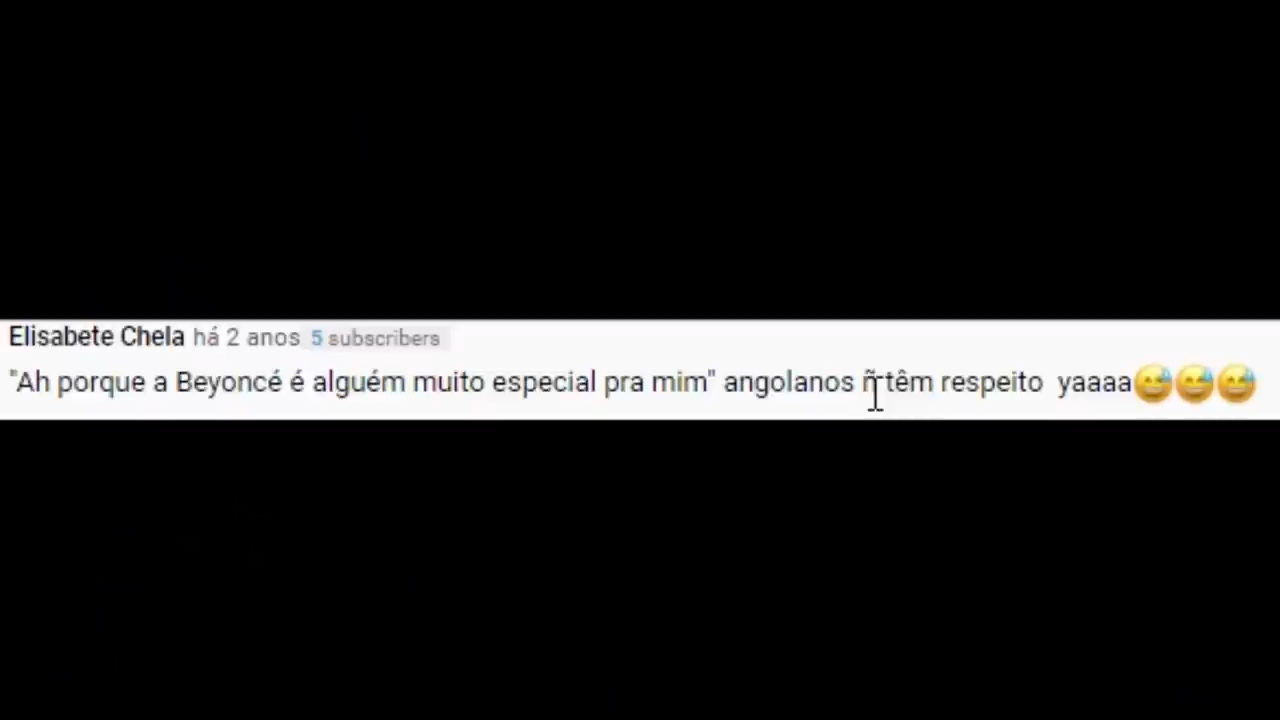 Elisabete Chela há 2 anos 5 subscribers
"Ah porque a Beyoncé é alguém muito especial pra mim" angolanos ñ têm respeito yaaaa😅😅😅